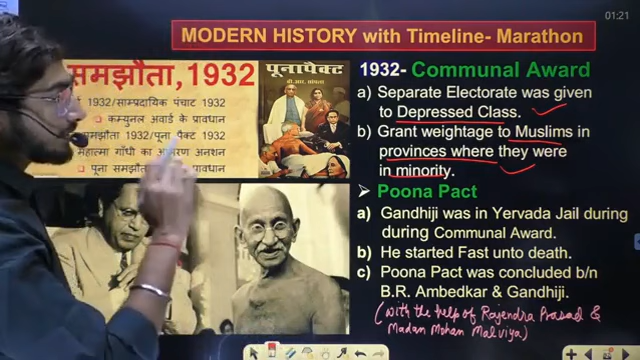 01:21
MODERN HISTORY with Timeline- Marathon
समझौता, 1932
1932/साम्प्रदायिक पंचाट 1932
कम्युनल अवार्ड के प्रावधान
समझौता 1932/पूना पैक्ट 1932
महात्मा गाँधी का अनशन
पूना प्रावधान
पूनापैक्ट
1932- Communal Award
a) Separate Electorate was given
to Depressed Class.
b) Grant weightage to Muslims in
provinces where they were
in minority.
➢ Poona Pact
a) Gandhiji was in Yervada Jail during
during Communal Award.
b) He started Fast unto death.
c) Poona Pact was concluded b/n
B.R. Ambedkar & Gandhiji.
(with the help of Rajendra Prasad &
Madan Mohan Malviya)